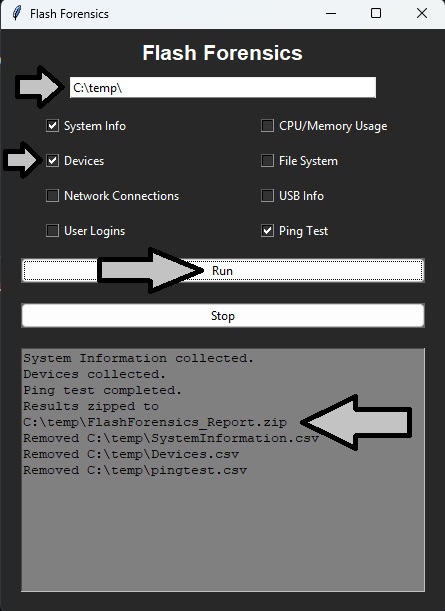 Flash Forensics
Flash Forensics
C:\temp\
System Info
CPU/Memory Usage
Devices
File System
Network Connections
USB Info
User Logins
Ping Test
Run
Stop
System Information collected.
Devices collected.
Ping test completed.
Results zipped to
C:\temp\FlashForensics_Report.zip
Removed C:\temp\SystemInformation.csv
Removed C:\temp\Devices.csv
Removed C:\temp\pingtest.csv